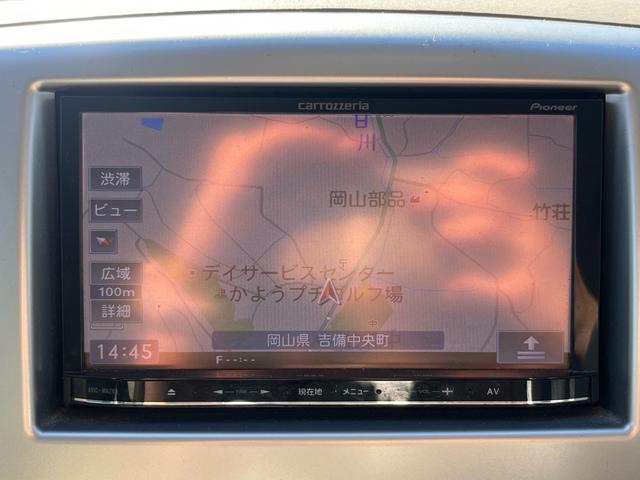 carrozzeria
Pioneer
川
渋滞
岡山部品
ビュー
竹荘
広域
デイサービスセンター
100m
かようプチゴルフ場
詳細
中
岡山県 吉備中央町
14:45
F--:--
現在地
メニュー
AV